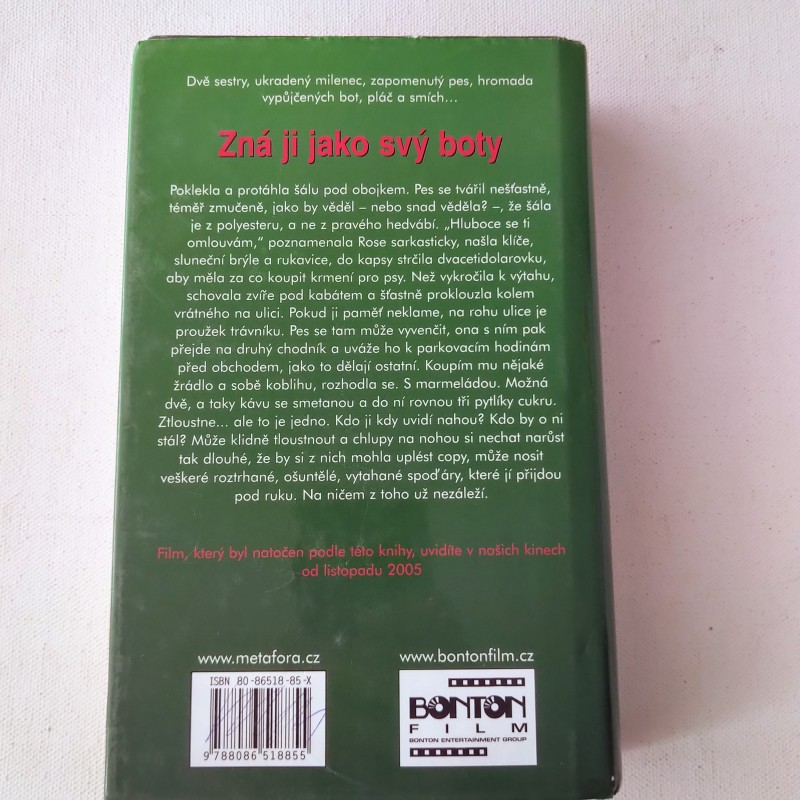 Dvě sestry, ukradený milenec, zapomenutý pes, hromada
vypůjčených bot, pláč a smích...
Zná ji jako svý boty
Poklekla a protáhla šálu pod obojkem. Pes se tvářil nešťastně,
téměř zmučeně, jako by věděl – nebo snad věděla? –, že šála
je z polyesteru, a ne z pravého hedvábí. „Hluboce se ti
omlouvám,“ poznamenala Rose sarkasticky, našla klíče,
sluneční brýle a rukavice, do kapsy strčila dvacetidolarovku,
aby měla za co koupit krmení pro psy. Než vykročila k výtahu,
schovala zvíře pod kabátem a šťastně proklouzla kolem
vrátného na ulici. Pokud ji paměť neklame, na rohu ulice je
proužek trávníku. Pes se tam může vyvenčit, ona s ním pak
přejde na druhý chodník a uváže ho k parkovacím hodinám
před obchodem, jako to dělají ostatní. Koupím mu nějaké
žrádlo a sobě koblihu, rozhodla se. S marmeládou. Možná
dvě, a taky kávu se smetanou a do ní rovnou tři pytlíky cukru.
Ztloustne... ale to je jedno. Kdo ji kdy uvidí nahou? Kdo by o ni
stál? Může klidně tloustnout a chlupy na nohou si nechat narůst
tak dlouhé, že by si z nich mohla uplést copy, může nosit
veškeré roztrhané, ošuntělé, vytahané spoďáry, které jí přijdou
pod ruku. Na ničem z toho už nezáleží.
Film, který byl natočen podle této knihy, uvidíte v našich kinech
od listopadu 2005
www.metafora.cz
www.bontonfilm.cz
ISBN 80-86518-85-X
9 788086 518855
BONTON
FILM
BONTON ENTERTAINMENT GROUP